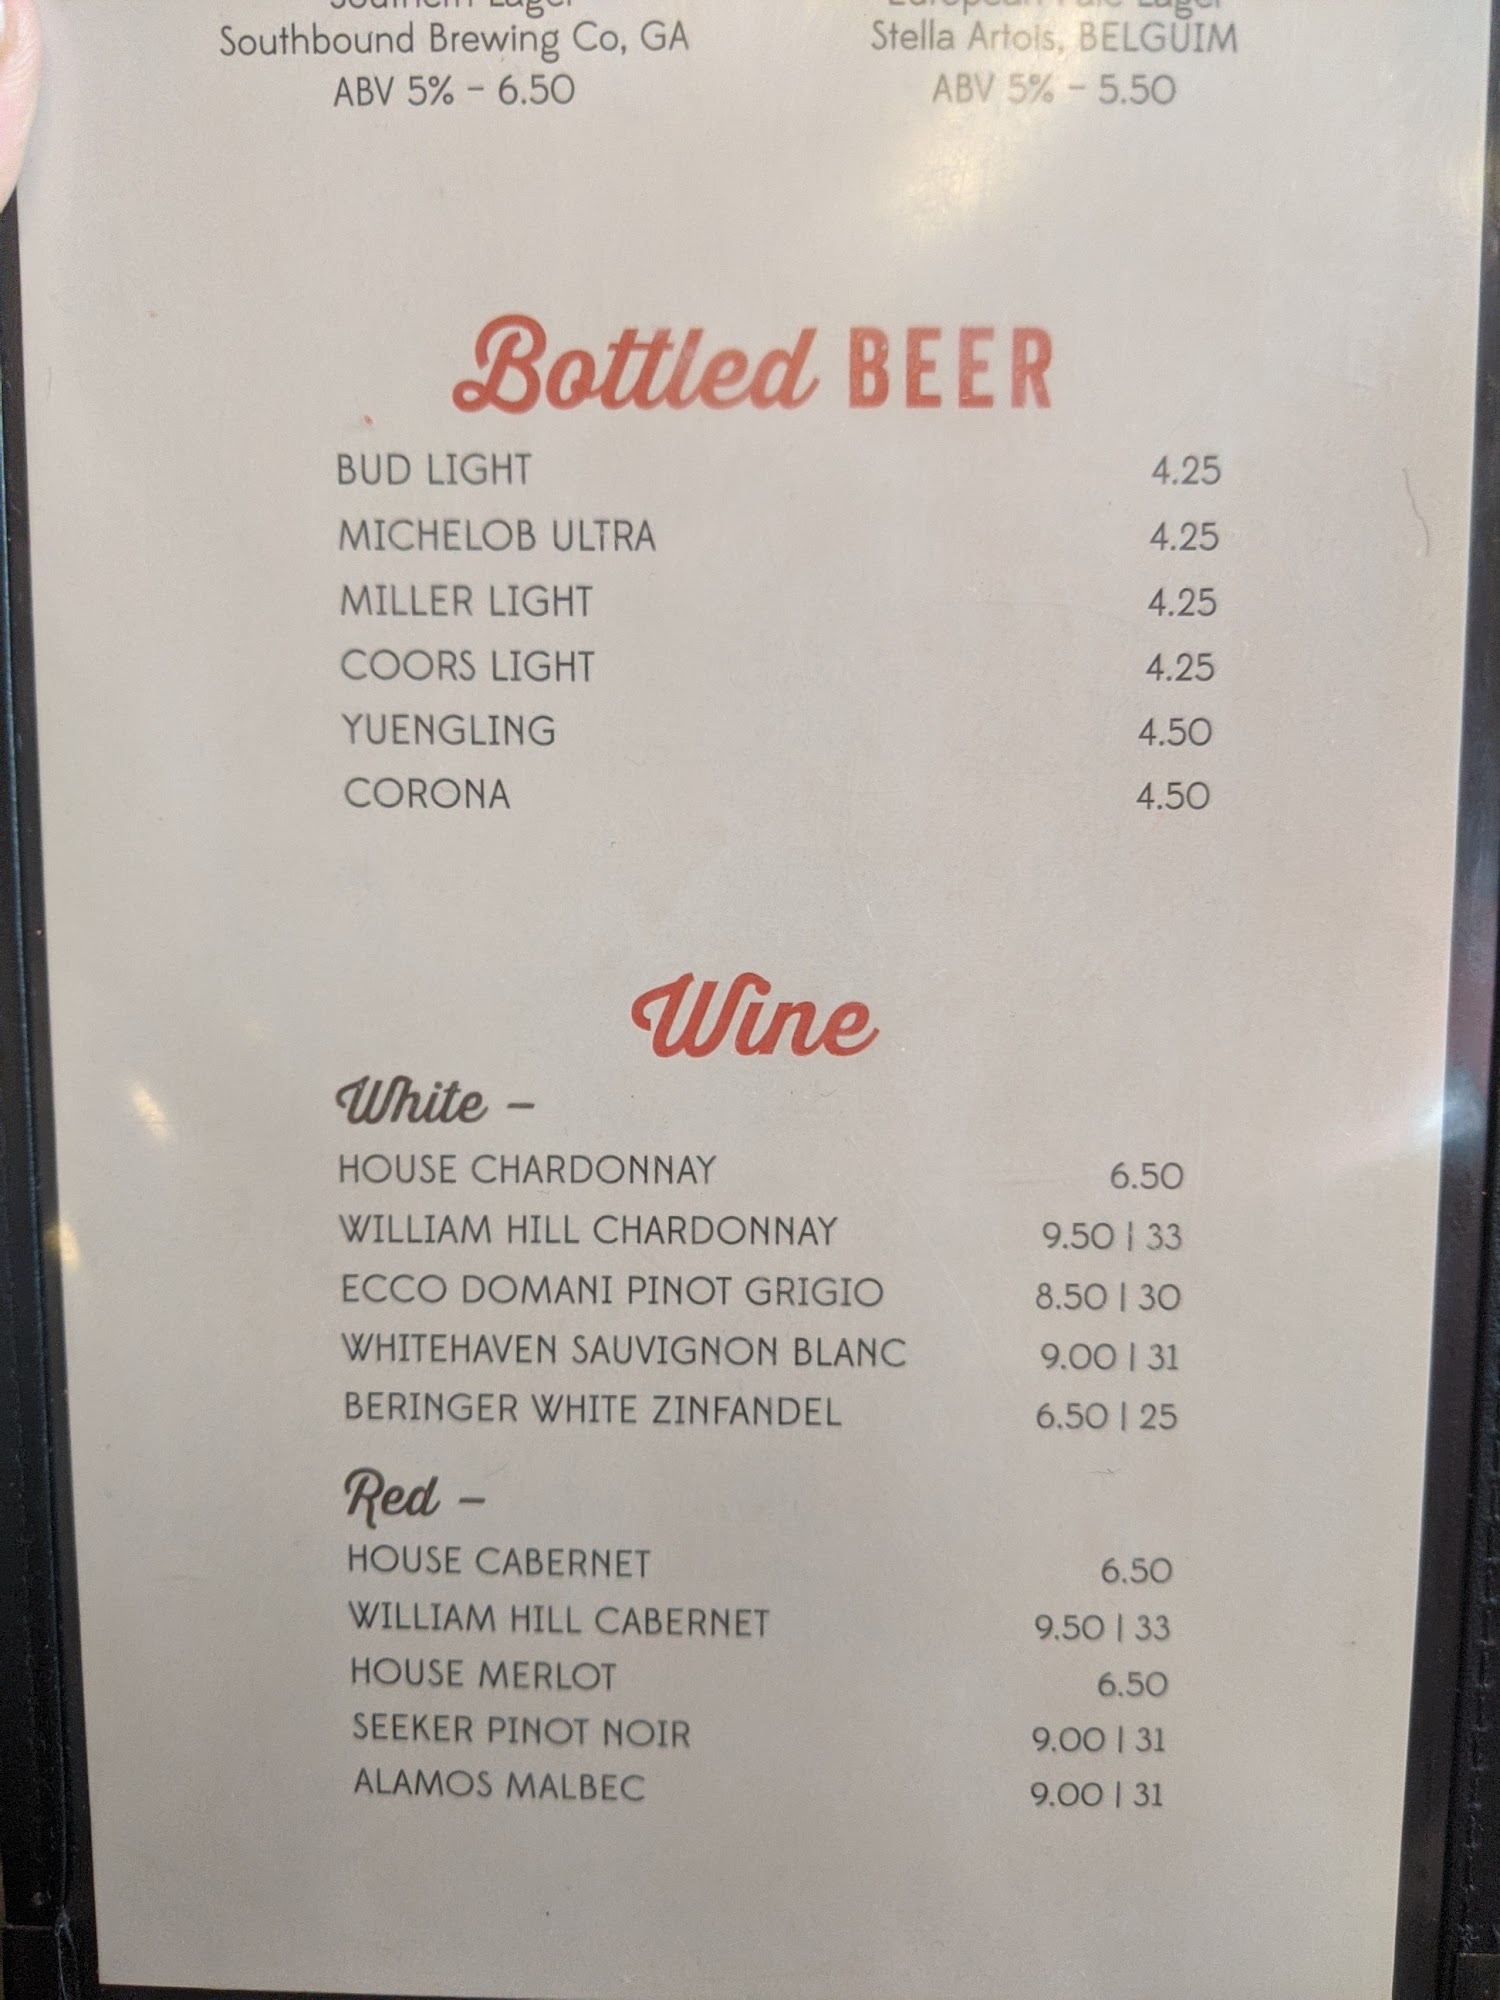 Southern Lager
European Pale Lager
Southbound Brewing Co, GA
Stella Artois, BELGUIM
ABV 5% - 6.50
ABV 5% - 5.50
Bottled BEER
BUD LIGHT 4.25
MICHELOB ULTRA 4.25
MILLER LIGHT 4.25
COORS LIGHT 4.25
YUENGLING 4.50
CORONA 4.50
Wine
White -
HOUSE CHARDONNAY 6.50
WILLIAM HILL CHARDONNAY 9.50 | 33
ECCO DOMANI PINOT GRIGIO 8.50 | 30
WHITEHAVEN SAUVIGNON BLANC 9.00 | 31
BERINGER WHITE ZINFANDEL 6.50 | 25
Red -
HOUSE CABERNET 6.50
WILLIAM HILL CABERNET 9.50 | 33
HOUSE MERLOT 6.50
SEEKER PINOT NOIR 9.00 | 31
ALAMOS MALBEC 9.00 | 31